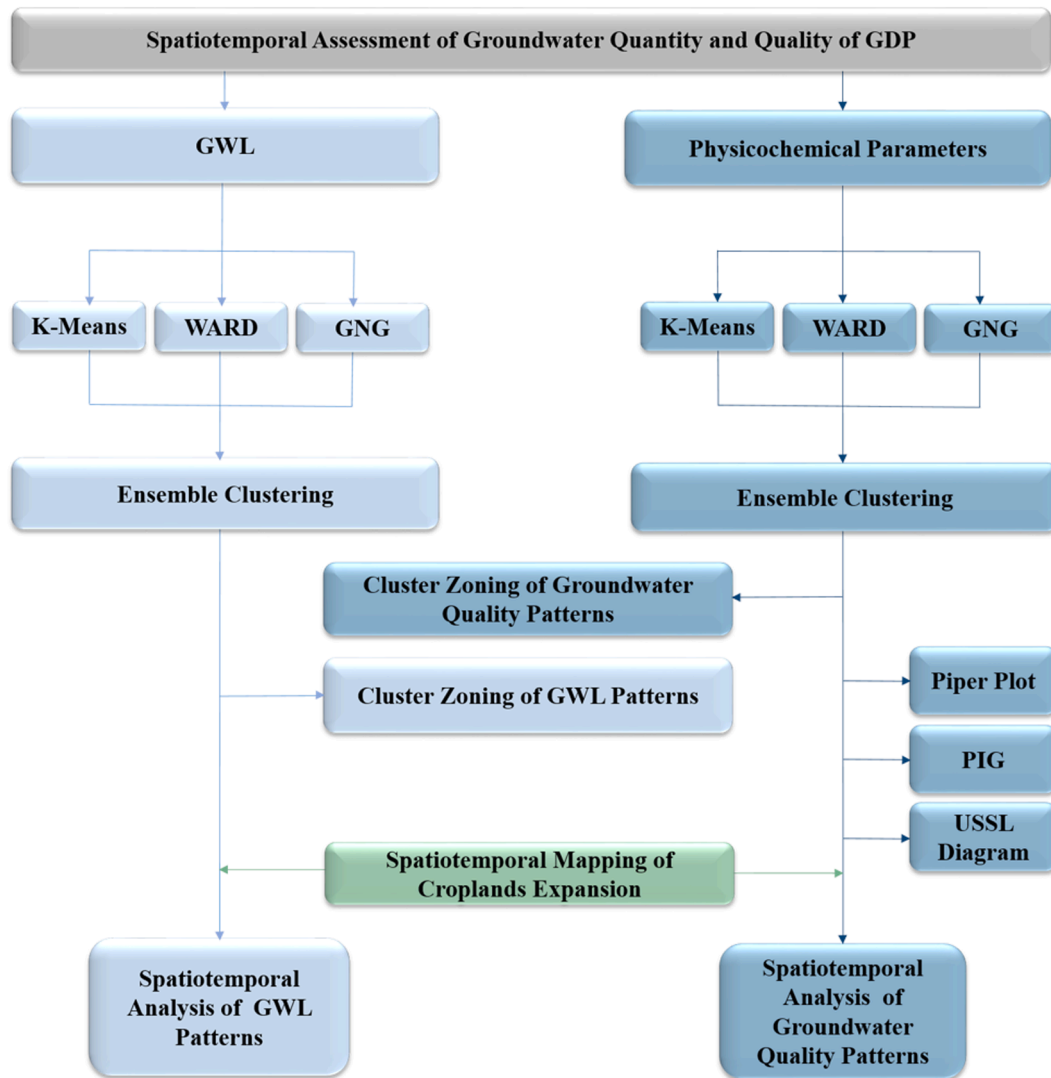 Spatiotemporal Assessment of Groundwater Quantity and Quality of GDP
GWL
Physicochemical Parameters
K-Means
WARD
GNG
K-Means
WARD
GNG
Ensemble Clustering
Ensemble Clustering
Cluster Zoning of Groundwater
Quality Patterns
Cluster Zoning of GWL Patterns
Piper Plot
PIG
USSL
Diagram
Spatiotemporal Mapping of
Croplands Expansion
Spatiotemporal
Analysis of GWL
Patterns
Spatiotemporal
Analysis of
Groundwater
Quality Patterns